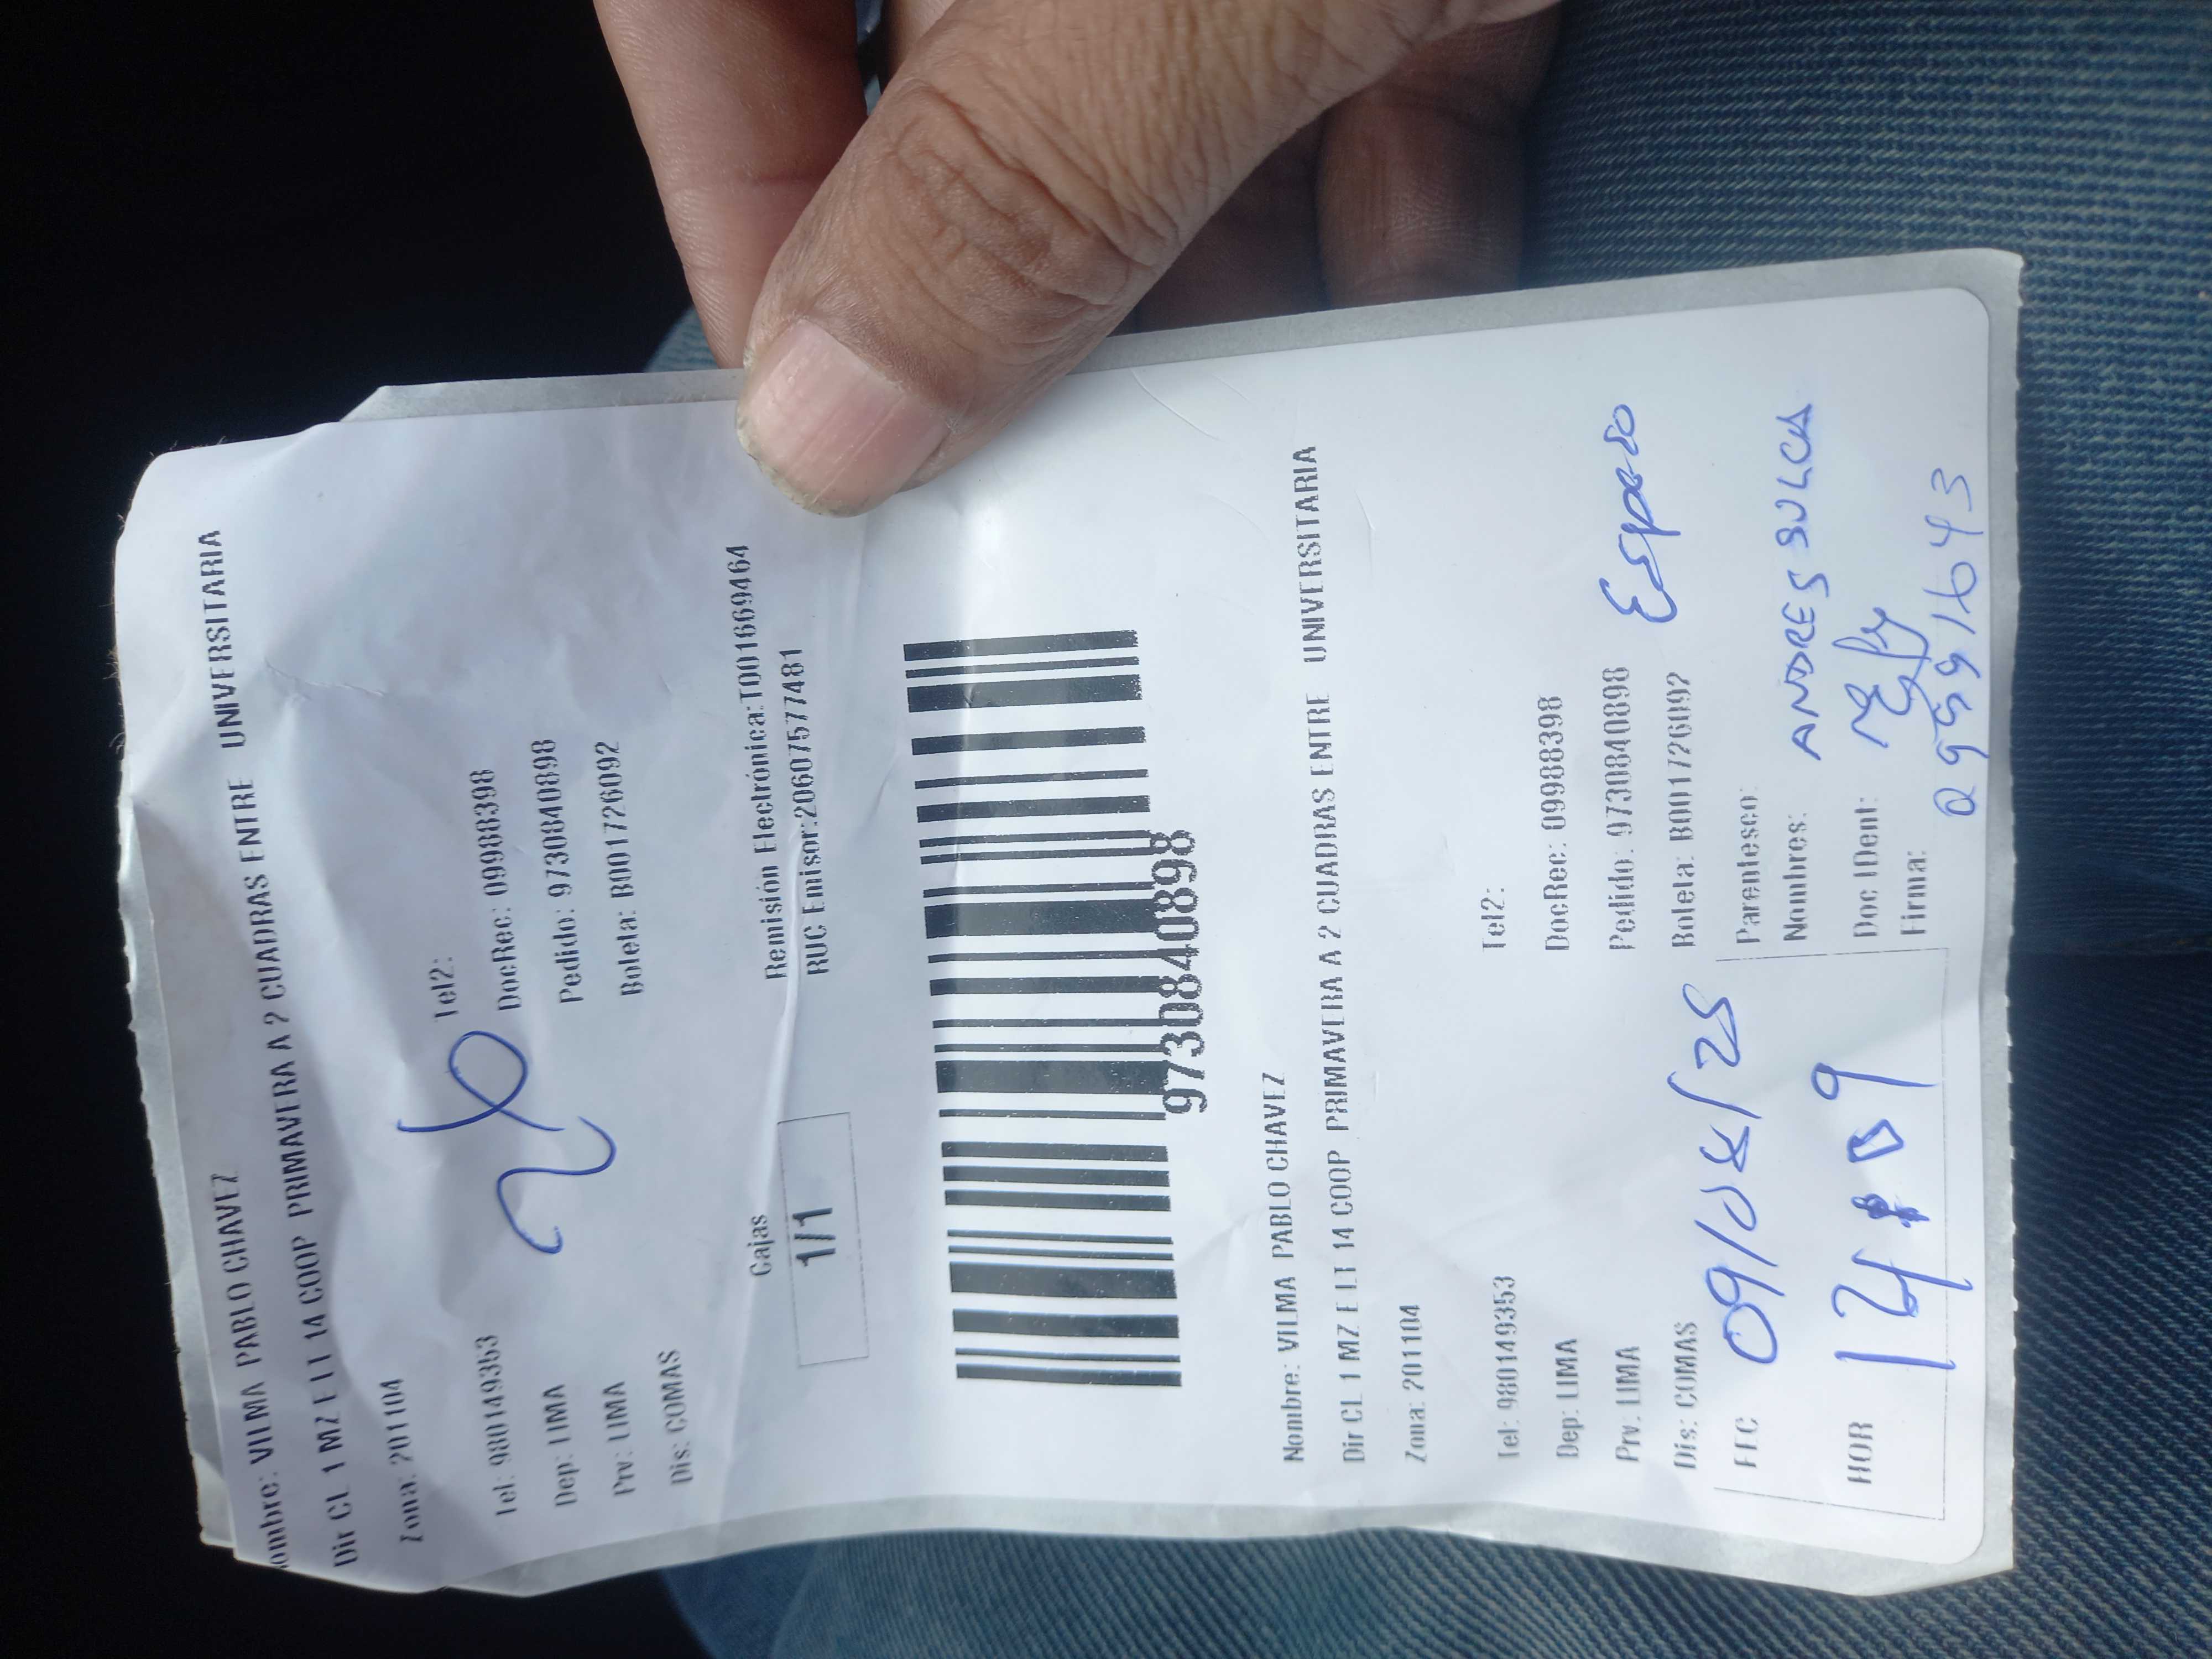 ombre: VILMA PABLO CHAVEZ
Dir CL 1 MZ E LT 14 COOP PRIMAVERA A 2 CUADRAS ENTRE UNIVERSITARIA
Zona: 201104
Tel: 980149353 Tel2:
Dep: LIMA DocRec: 09988398
Prv: LIMA Pedido: 9730840898
Dis: COMAS Boleta: B001726092
26
Cajas Remisión Electrónica:T001669464
1/1 RUC Emisor:20607577481
9730840898
Nombre: VILMA PABLO CHAVEZ
Dir CL 1 MZ E LT 14 COOP PRIMAVERA A 2 CUADRAS ENTRE UNIVERSITARIA
Zona: 201104
Tel: 980149353 Tel2:
Dep: LIMA DocRec: 09988398
Prv: LIMA Pedido: 9730840898
Dis: COMAS Boleta: B001726092
FEC 09/08/25 Parentesco: Esposo
Nombres: ANDRES SULCA
HOR Doc IDent:
Firma: